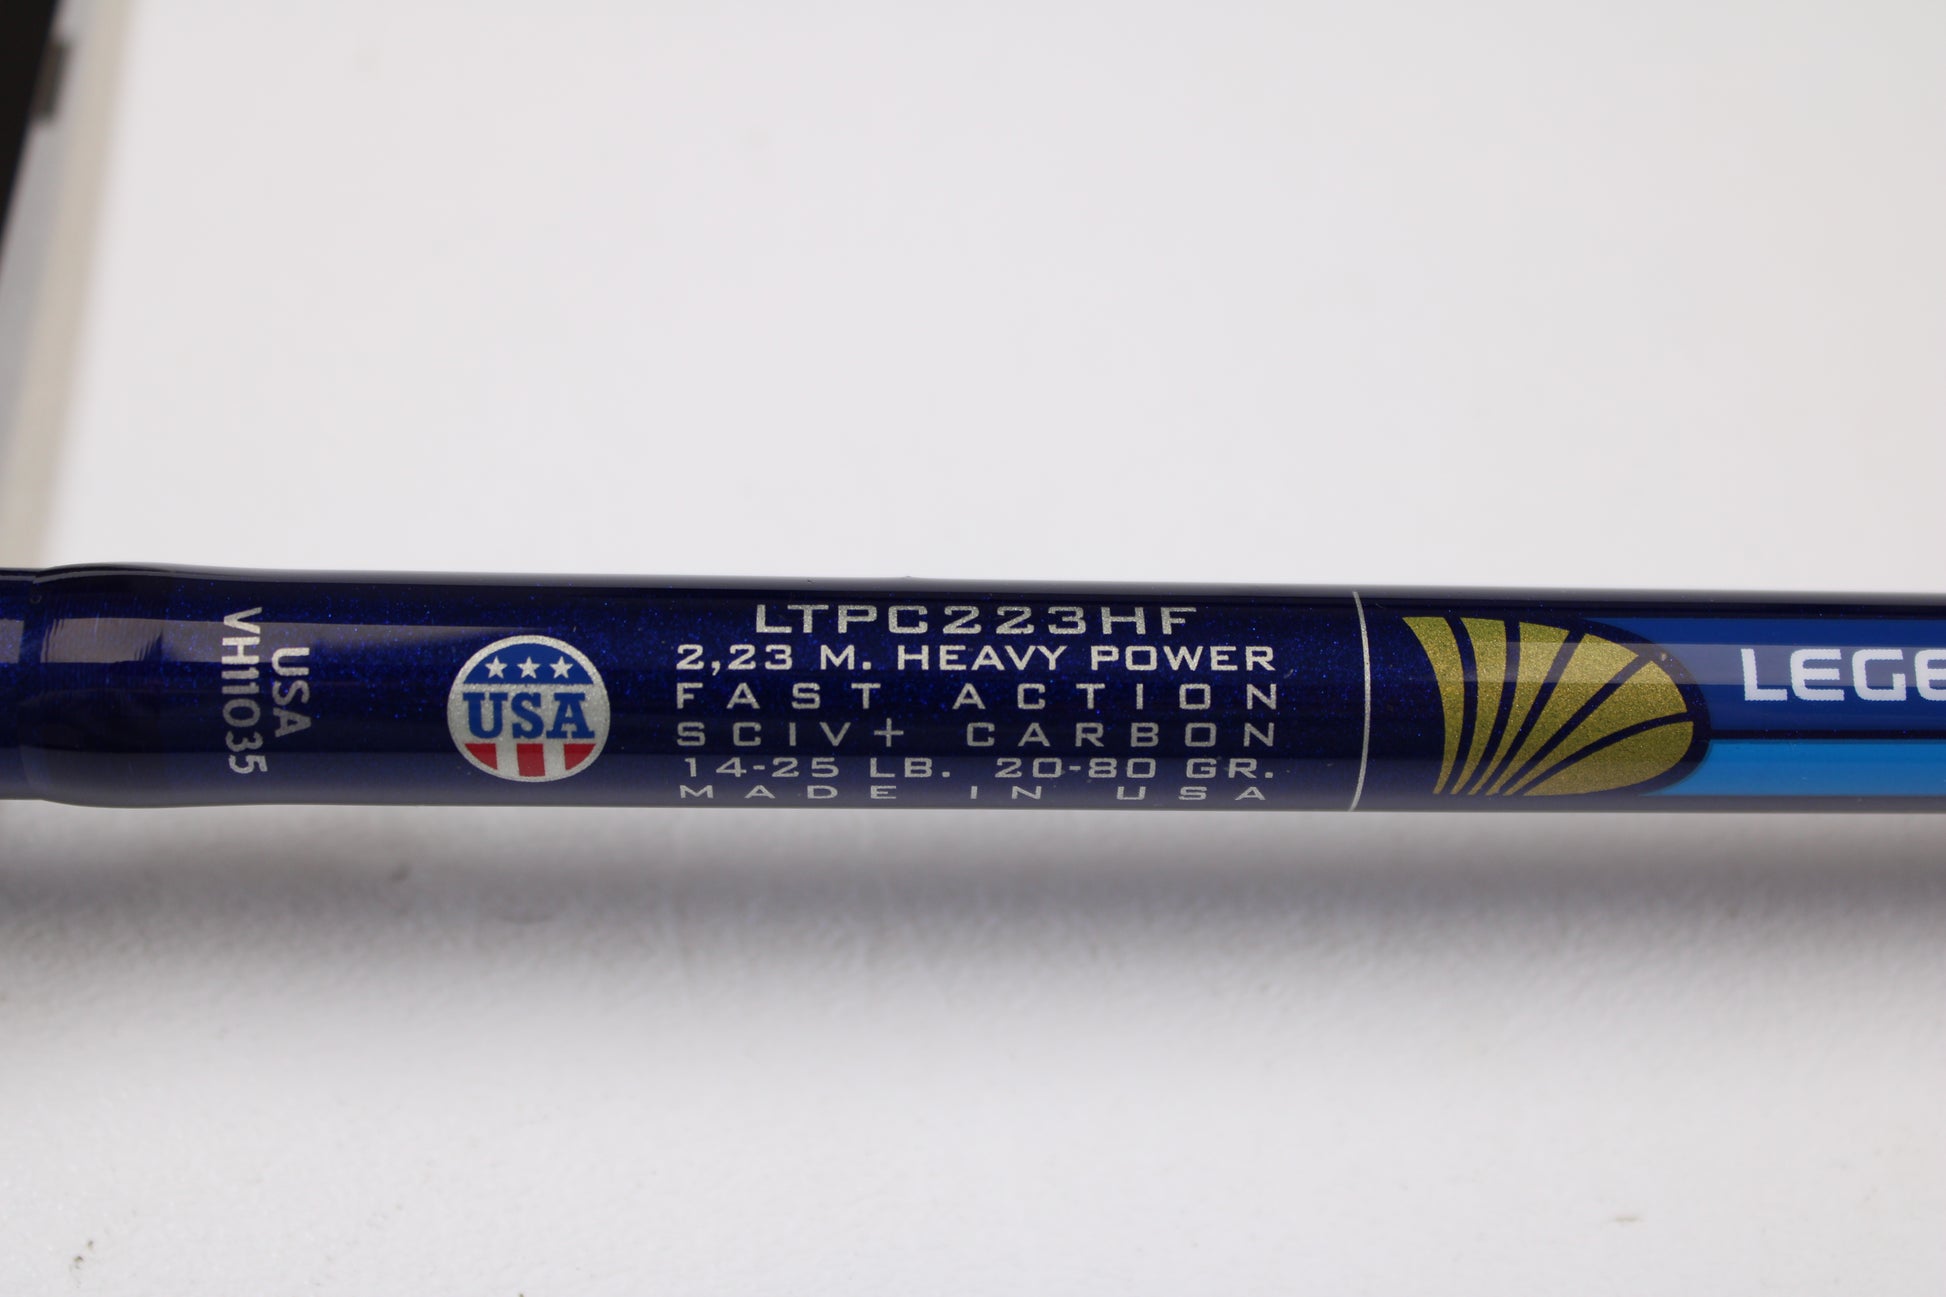 USA
VH111035
USA
LTPC223HF
2,23 M. HEAVY POWER
FAST ACTION
SCIV+ CARBON
14-25 LB. 20-80 GR.
MADE IN USA
LEGE